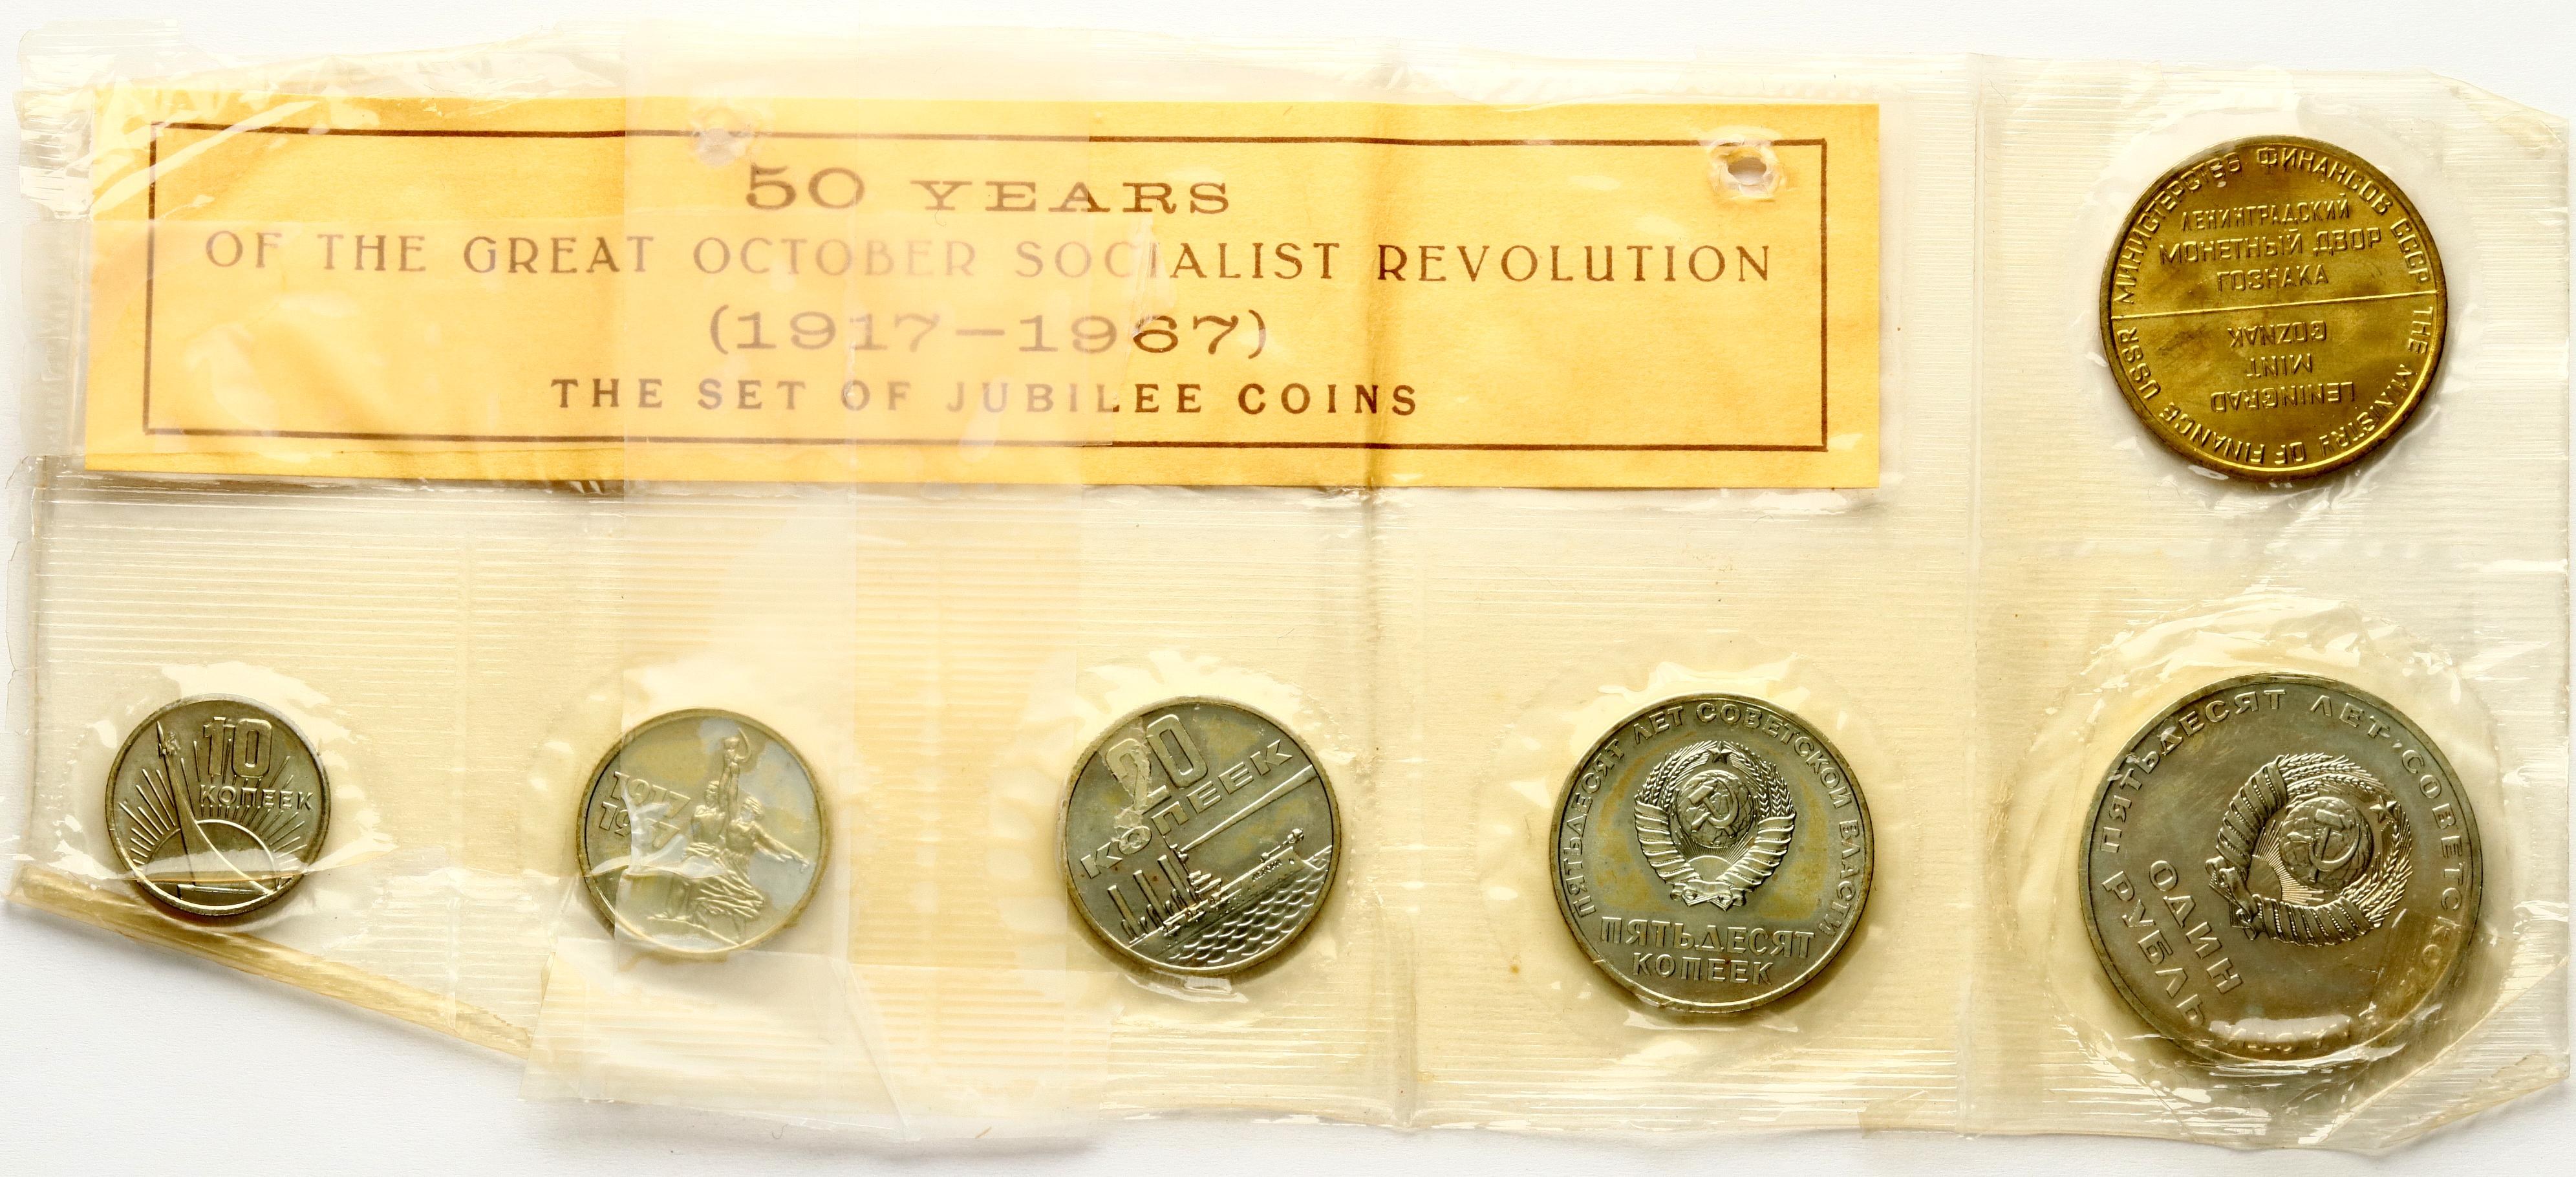 50 YEARS
OF THE GREAT OCTOBER SOCIALIST REVOLUTION
(1917-1967)
THE SET OF JUBILEE COINS
МИНИСТЕРСТВО ФИНАНСОВ СССР
ЛЕНИНГРАДСКИЙ
МОНЕТНЫЙ ДВОР
ГОЗНАКА
THE MINISTRY OF FINANCE USSR
LENINGRAD
MINT
GOZNAK
10
КОПЕЕК
1917
1967
20
КОПЕЕК
ПЯТЬДЕСЯТ ЛЕТ СОВЕТСКОЙ ВЛАСТИ
ПЯТЬДЕСЯТ
КОПЕЕК
ПЯТЬДЕСЯТ ЛЕТ СОВЕТСКОЙ
ОДИН
РУБЛЬ